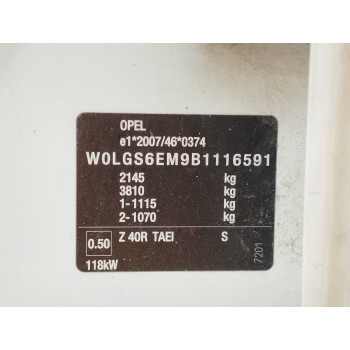 OPEL
e1*2007/46*0374
W0LGS6EM9B1116591
2145 kg
3810 kg
1-1115 kg
2-1070 kg
0.50 Z 40R TAEI S
118kW
7201